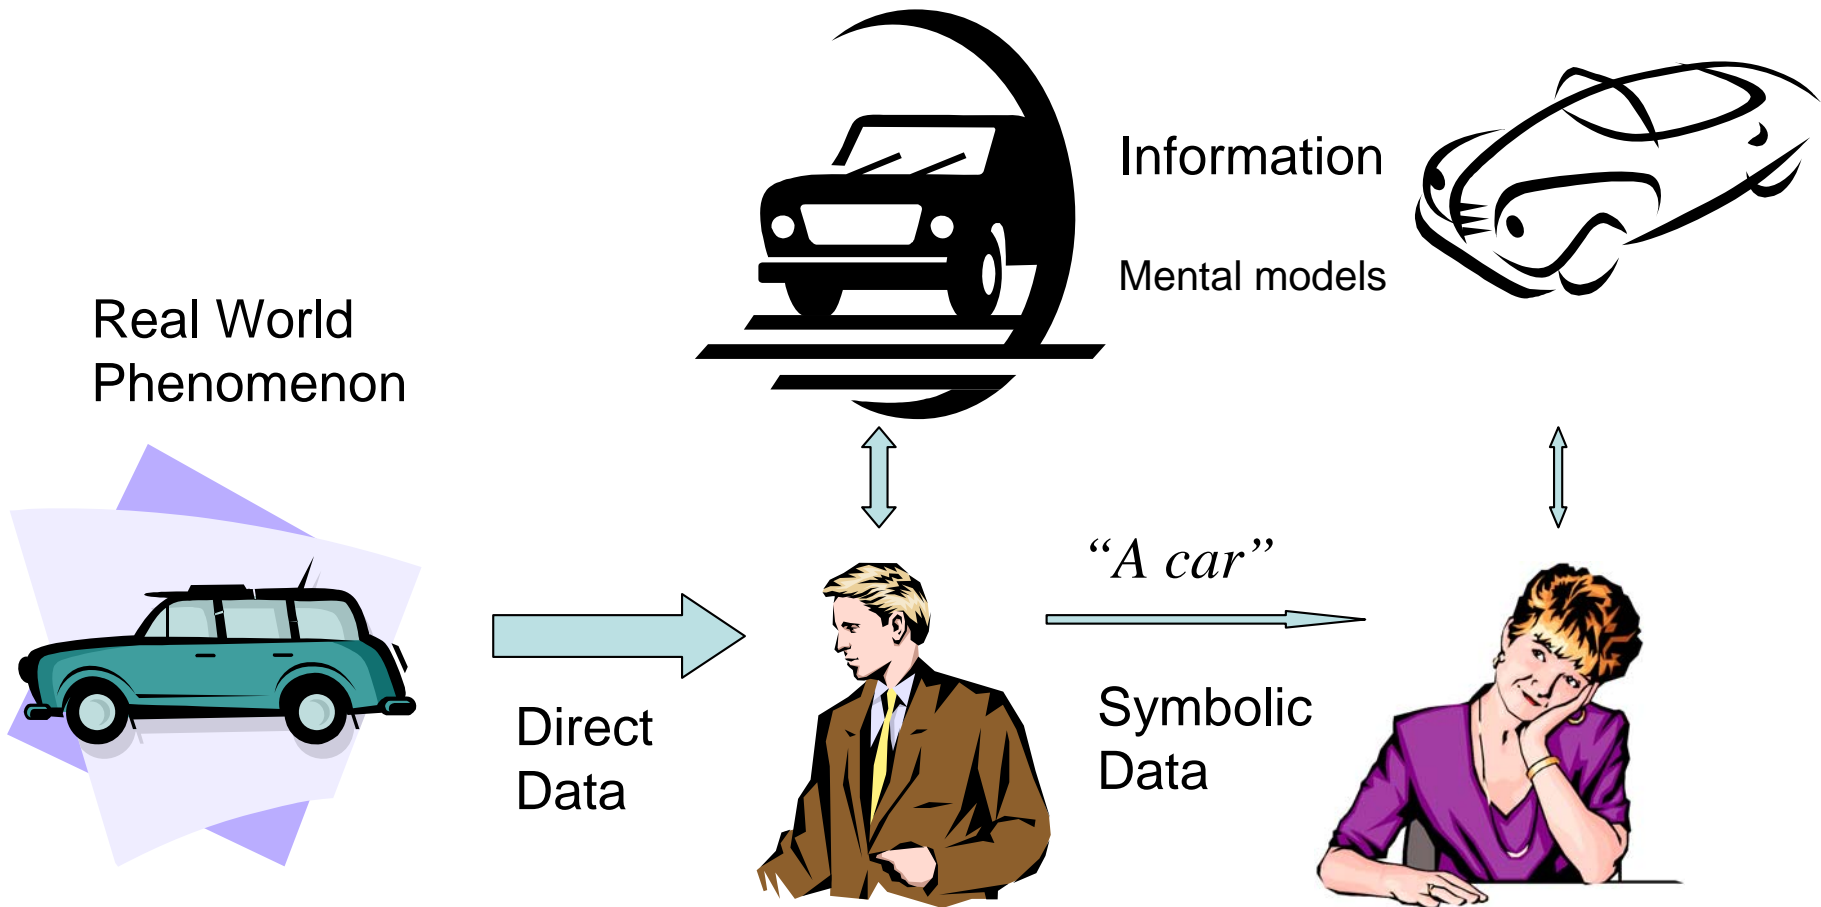 Information
Mental models
Real World
Phenomenon
“A car”
Direct
Data
Symbolic
Data